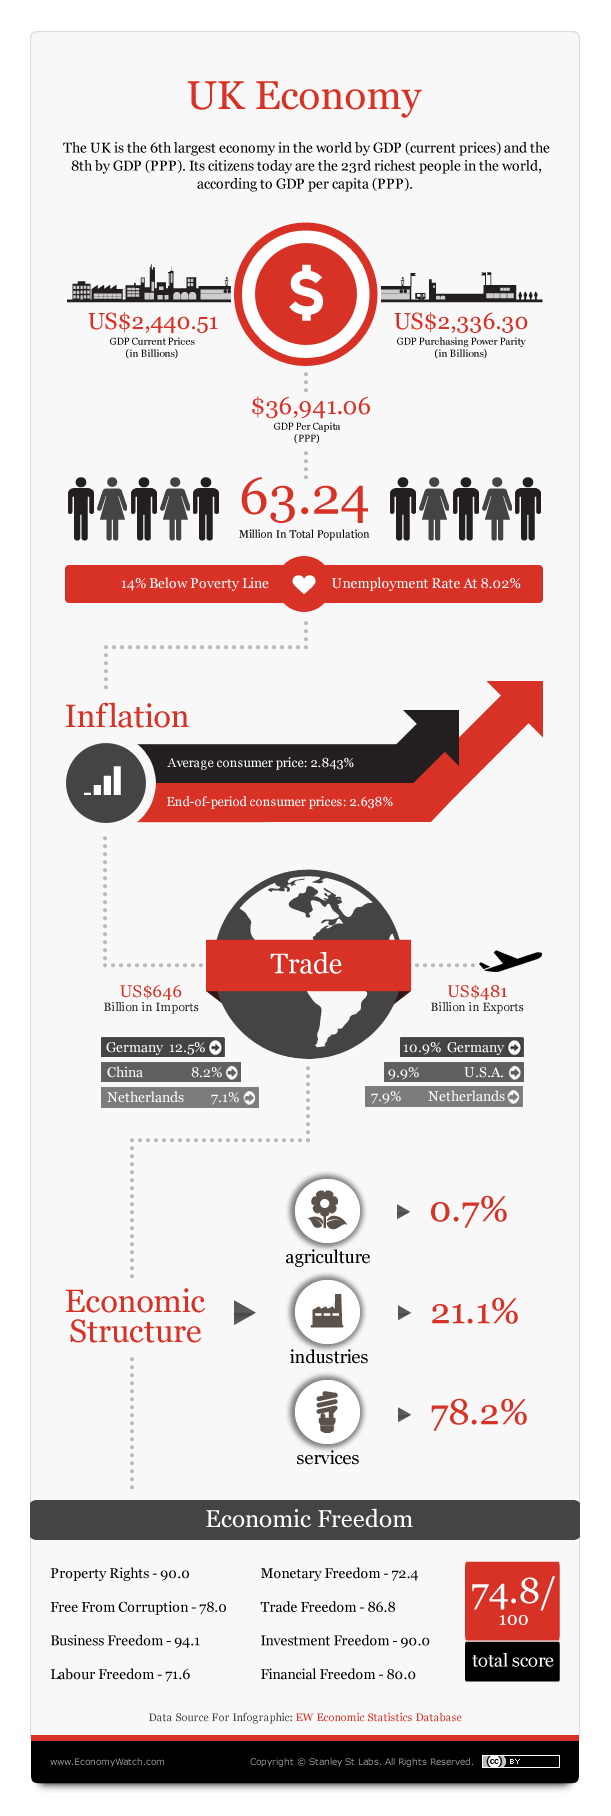 UK Economy
The UK is the 6th largest economy in the world by GDP (current prices) and the
8th by GDP (PPP). Its citizens today are the 23rd richest people in the world,
according to GDP per capita (PPP).
$
US$2,440.51
GDP Current Prices
(in Billions)
US$2,336.30
GDP Purchasing Power Parity
(in Billions)
$36,941.06
GDP Per Capita
(PPP)
63.24
Million In Total Population
14% Below Poverty Line
Unemployment Rate At 8.02%
Inflation
Average consumer price: 2.843%
End-of-period consumer prices: 2.638%
Trade
US$646
Billion in Imports
Germany 12.5%
China 8.2%
Netherlands 7.1%
US$481
Billion in Exports
10.9% Germany
9.9% U.S.A.
7.9% Netherlands
Economic
Structure
agriculture
0.7%
industries
21.1%
services
78.2%
Economic Freedom
Property Rights - 90.0
Free From Corruption - 78.0
Business Freedom - 94.1
Labour Freedom - 71.6
Monetary Freedom - 72.4
Trade Freedom - 86.8
Investment Freedom - 90.0
Financial Freedom - 80.0
74.8/
100
total score
Data Source For Infographic: EW Economic Statistics Database
www.EconomyWatch.com
Copyright © Stanley St Labs. All Rights Reserved.
(cc) BY